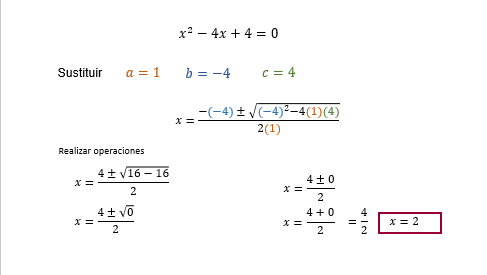 x² − 4x + 4 = 0
Sustituir a = 1 b = −4 c = 4
x = (−(−4) ± √((−4)²−4(1)(4))) / 2(1)
Realizar operaciones
x = (4 ± √(16 − 16)) / 2
x = (4 ± √0) / 2
x = (4 ± 0) / 2
x = (4 + 0) / 2 = 4/2 x = 2